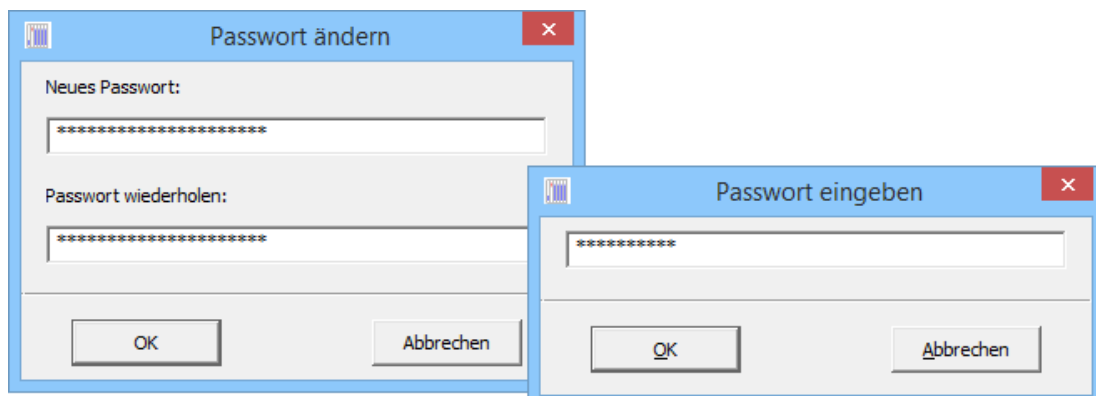 Passwort ändern
Neues Passwort:
*********************
Passwort wiederholen:
*********************
OK
Abbrechen
Passwort eingeben
**********
OK
Abbrechen